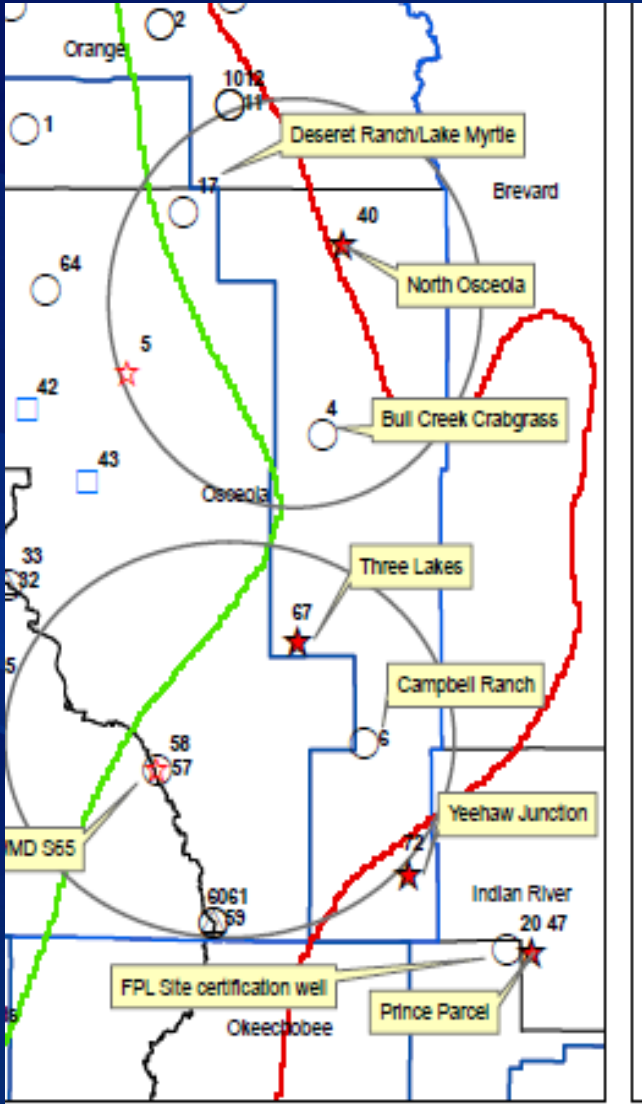 2
Orange
1012
11
1
Deseret Ranch/Lake Myrtle
17
Brevard
40
64
North Osceola
5
42
4
Bull Creek Crabgrass
43
Osceola
33
32
Three Lakes
67
5
Campbell Ranch
6
58
57
Yeehaw Junction
MD S65
72
6061
59
Indian River
20 47
FPL Site certification well
Prince Parcel
Okeechobee